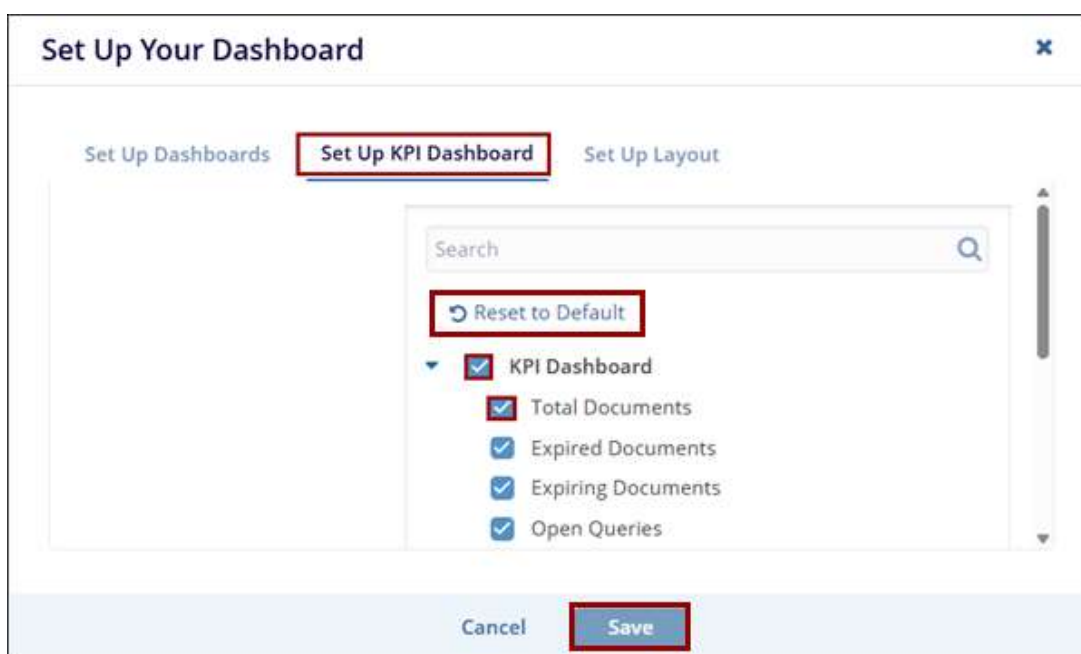 Set Up Your Dashboard
Set Up Dashboards Set Up KPI Dashboard Set Up Layout
Search
Reset to Default
KPI Dashboard
Total Documents
Expired Documents
Expiring Documents
Open Queries
Cancel Save